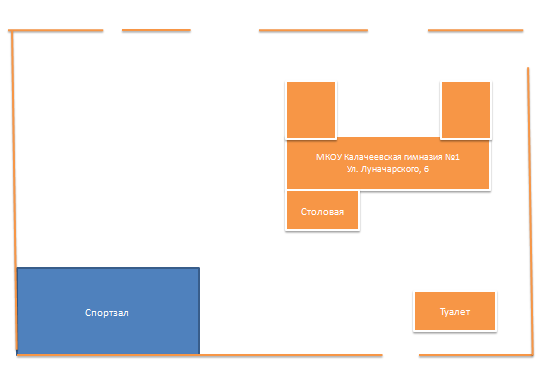 МКОУ Калачеевская гимназия №1
Ул. Луначарского, 6
Столовая
Спортзал
Туалет